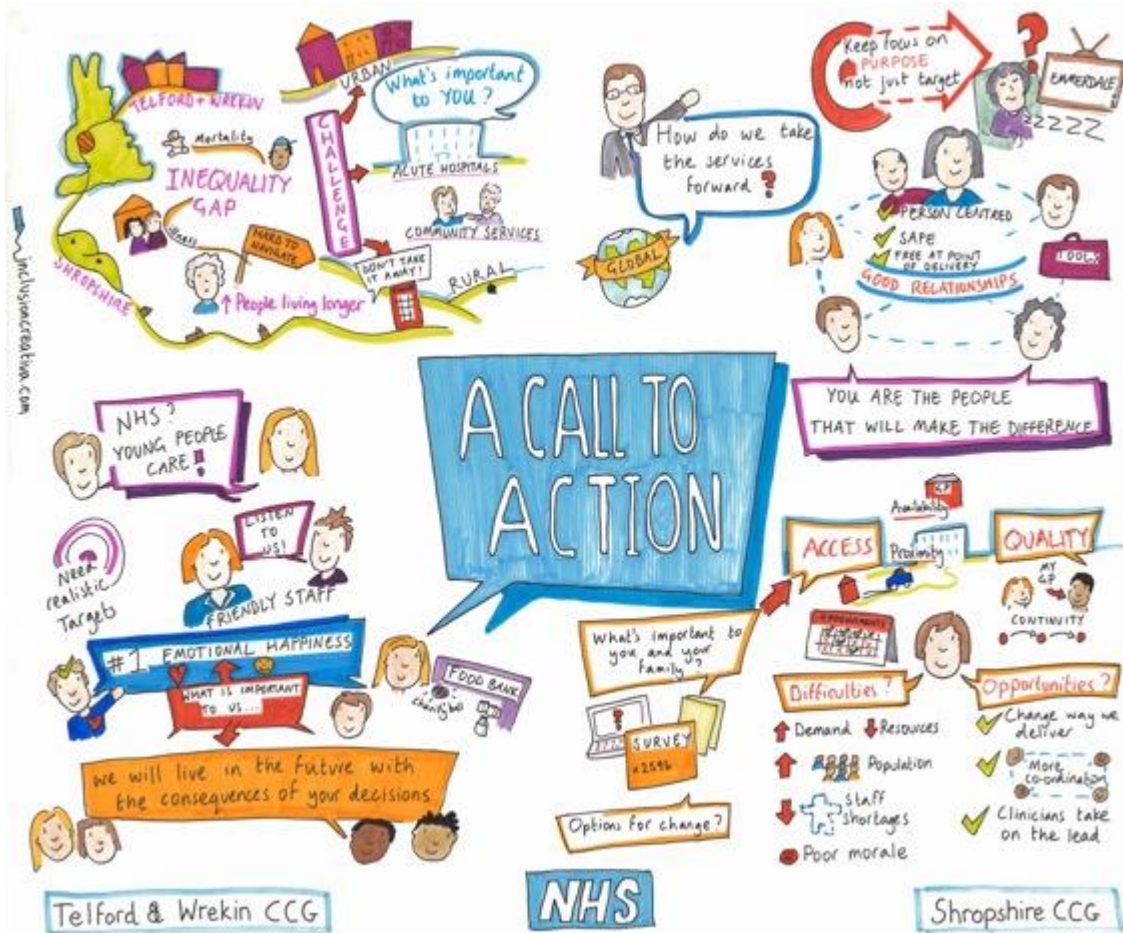 TELFORD + WREKIN
Mortality
INEQUALITY
GAP
HARD TO
NAVIGATE
SHROPSHIRE
↑ People living longer
URBAN
CHALLENGE
What's important
to YOU?
ACUTE HOSPITALS
COMMUNITY SERVICES
DON'T TAKE
IT AWAY!
RURAL
inclusioncreativa.com
How do we take
the services
forward?
GLOBAL
Keep focus on
PURPOSE
not just target
?
EMMERDALE
ZZZZZ
PERSON CENTRED
SAFE
FREE AT POINT
OF DELIVERY
GOOD RELATIONSHIPS
TOOLS
YOU ARE THE PEOPLE
THAT WILL MAKE THE DIFFERENCE
A CALL TO
ACTION
NHS?
YOUNG PEOPLE
CARE!!
LISTEN
TO
US!
Need
realistic
Targets
FRIENDLY STAFF
#1 EMOTIONAL HAPPINESS
WHAT IS IMPORTANT
TO US...
FOOD BANK
we will live in the future with
the consequences of your decisions
What's important to
you and your
family?
?
SURVEY
Options for change?
GP
Availability
ACCESS
Proximity
QUALITY
MY
GP
CONTINUITY
APPOINTMENTS
Difficulties?
Demand
Resources
Population
Staff
shortages
Poor morale
Opportunities?
Change way we
deliver
More
co-ordination
Clinicians take
on the lead
Telford & Wrekin CCG
NHS
Shropshire CCG